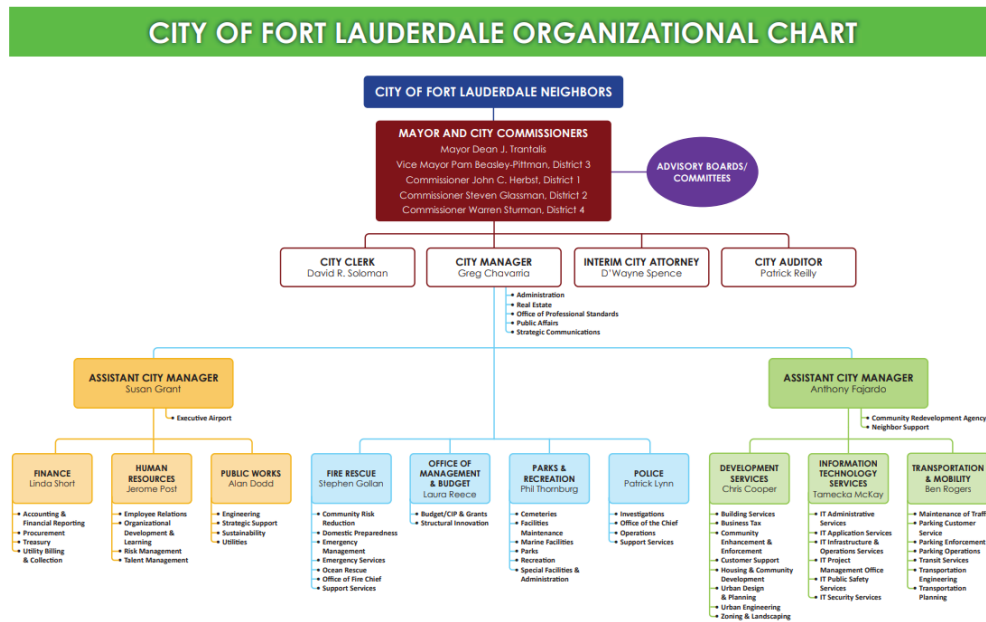 CITY OF FORT LAUDERDALE ORGANIZATIONAL CHART
CITY OF FORT LAUDERDALE NEIGHBORS
MAYOR AND CITY COMMISSIONERS
Mayor Dean J. Trantalis
Vice Mayor Pam Beasley-Pittman, District 3
Commissioner John C. Herbst, District 1
Commissioner Steven Glassman, District 2
Commissioner Warren Sturman, District 4
ADVISORY BOARDS/
COMMITTEES
CITY CLERK
David R. Soloman
CITY MANAGER
Greg Chavarria
INTERIM CITY ATTORNEY
D'Wayne Spence
CITY AUDITOR
Patrick Reilly
• Administration
• Real Estate
• Office of Professional Standards
• Public Affairs
• Strategic Communications
ASSISTANT CITY MANAGER
Susan Grant
• Executive Airport
ASSISTANT CITY MANAGER
Anthony Fajardo
• Community Redevelopment Agency
• Neighbor Support
FINANCE
Linda Short
• Accounting &
Financial Reporting
• Procurement
• Treasury
• Utility Billing
& Collection
HUMAN
RESOURCES
Jerome Post
• Employee Relations
• Organizational
Development &
Learning
• Risk Management
• Talent Management
PUBLIC WORKS
Alan Dodd
• Engineering
• Strategic Support
• Sustainability
• Utilities
FIRE RESCUE
Stephen Gollan
• Community Risk
Reduction
• Domestic Preparedness
• Emergency
Management
• Emergency Services
• Ocean Rescue
• Office of Fire Chief
• Support Services
OFFICE OF
MANAGEMENT
& BUDGET
Laura Reece
• Budget/CIP & Grants
• Structural Innovation
PARKS &
RECREATION
Phil Thornburg
• Cemeteries
• Facilities
Maintenance
• Marine Facilities
• Parks
• Recreation
• Special Facilities &
Administration
POLICE
Patrick Lynn
• Investigations
• Office of the Chief
• Operations
• Support Services
DEVELOPMENT
SERVICES
Chris Cooper
• Building Services
• Business Tax
• Community
Enhancement &
Enforcement
• Customer Support
• Housing & Community
Development
• Urban Design
& Planning
• Urban Engineering
• Zoning & Landscaping
INFORMATION
TECHNOLOGY
SERVICES
Tamecka McKay
• IT Administrative
Services
• IT Application Services
• IT Infrastructure &
Operations Services
• IT Project
Management Office
• IT Public Safety
Services
• IT Security Services
TRANSPORTATION
& MOBILITY
Ben Rogers
• Maintenance of Traffic
• Parking Customer
Service
• Parking Enforcement
• Parking Operations
• Transit Services
• Transportation
Engineering
• Transportation
Planning